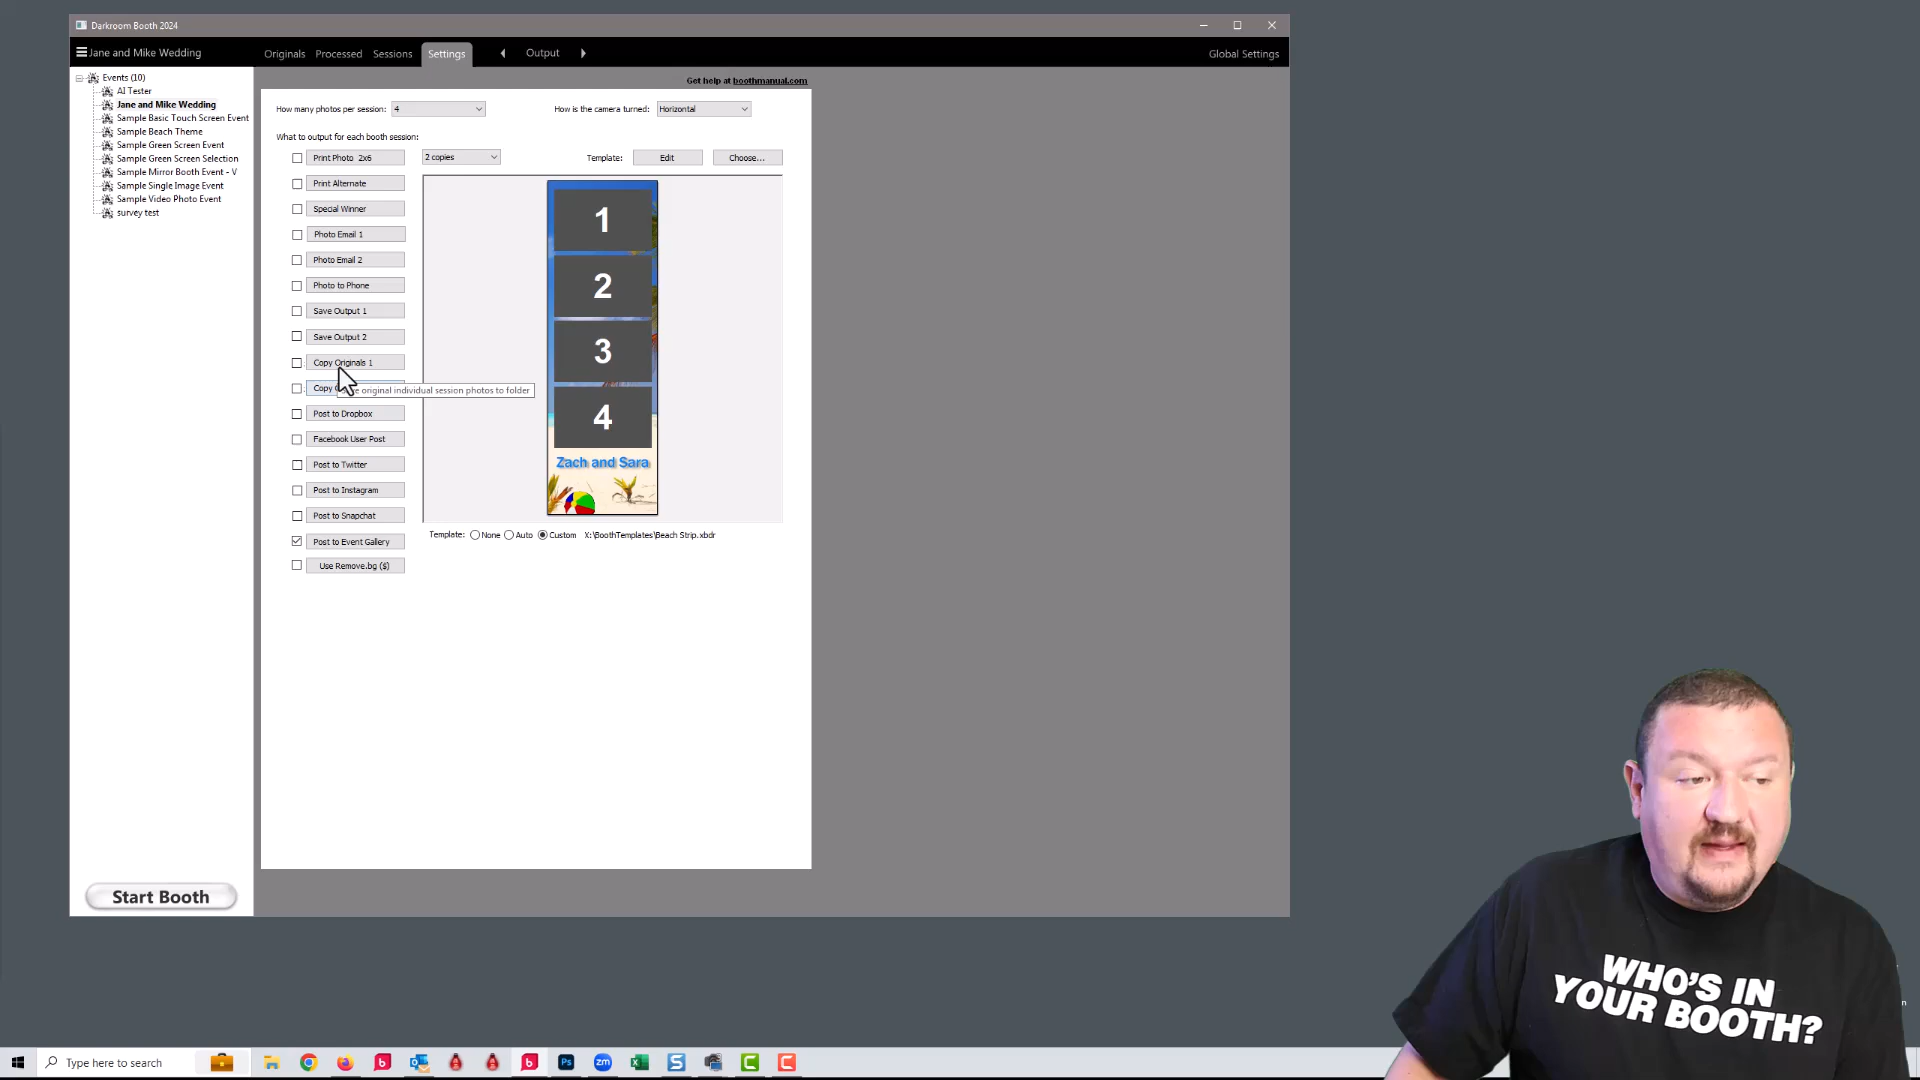 Darkroom Booth 2024
Jane and Mike Wedding
Originals
Processed
Sessions
Settings
Output
Global Settings
Events (10)
AI Tester
Jane and Mike Wedding
Sample Basic Touch Screen Event
Sample Beach Theme
Sample Green Screen Event
Sample Green Screen Selection
Sample Mirror Booth Event - V
Sample Single Image Event
Sample Video Photo Event
survey test
Start Booth
Get help at boothmanual.com
How many photos per session: 4
How is the camera turned: Horizontal
What to output for each booth session:
Print Photo 2x6
2 copies
Template: Edit Choose...
Print Alternate
Special Winner
Photo Email 1
Photo Email 2
Photo to Phone
Save Output 1
Save Output 2
Copy Originals 1
Copy
original individual session photos to folder
Post to Dropbox
Facebook User Post
Post to Twitter
Post to Instagram
Post to Snapchat
Post to Event Gallery
Use Remove.bg ($)
1
2
3
4
Zach and Sara
Template: None Auto Custom X:\BoothTemplates\Beach Strip.xbdr
WHO'S IN
YOUR BOOTH?
Type here to search